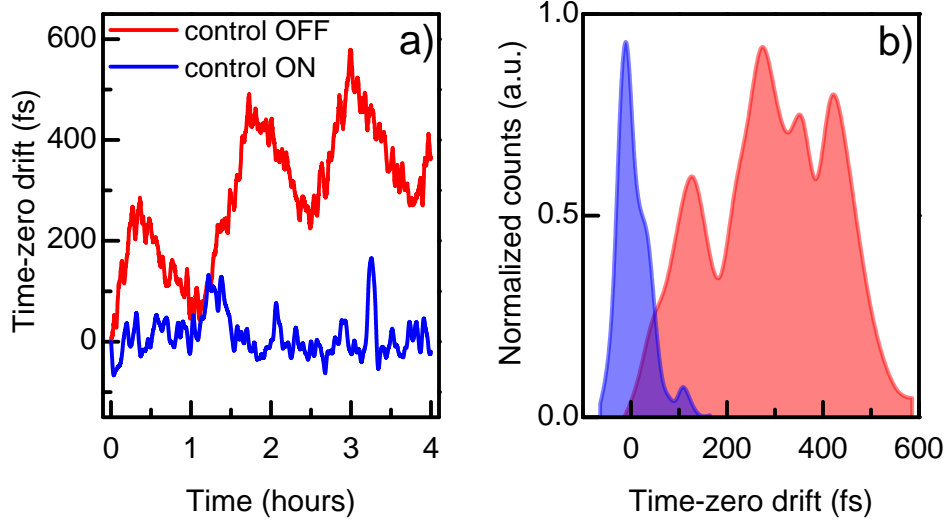 600
400
200
0
Time-zero drift (fs)
control OFF
control ON
a)
0 1 2 3 4
Time (hours)
1.0
0.5
0.0
Normalized counts (a.u.)
b)
0 200 400 600
Time-zero drift (fs)